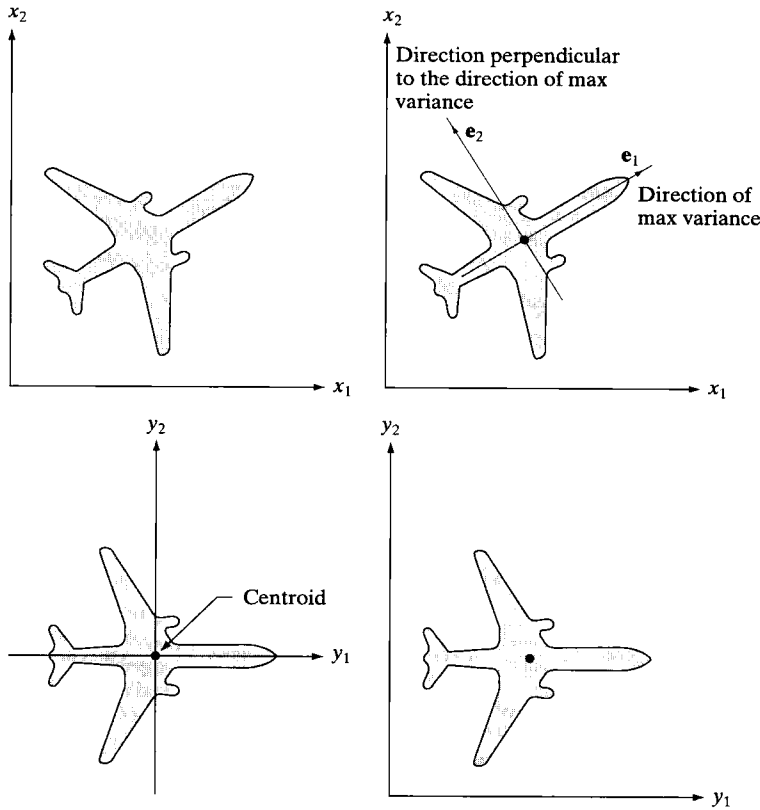 x₂
x₁
x₂
Direction perpendicular
to the direction of max
variance
e₂
e₁
Direction of
max variance
x₁
y₂
Centroid
y₁
y₂
y₁